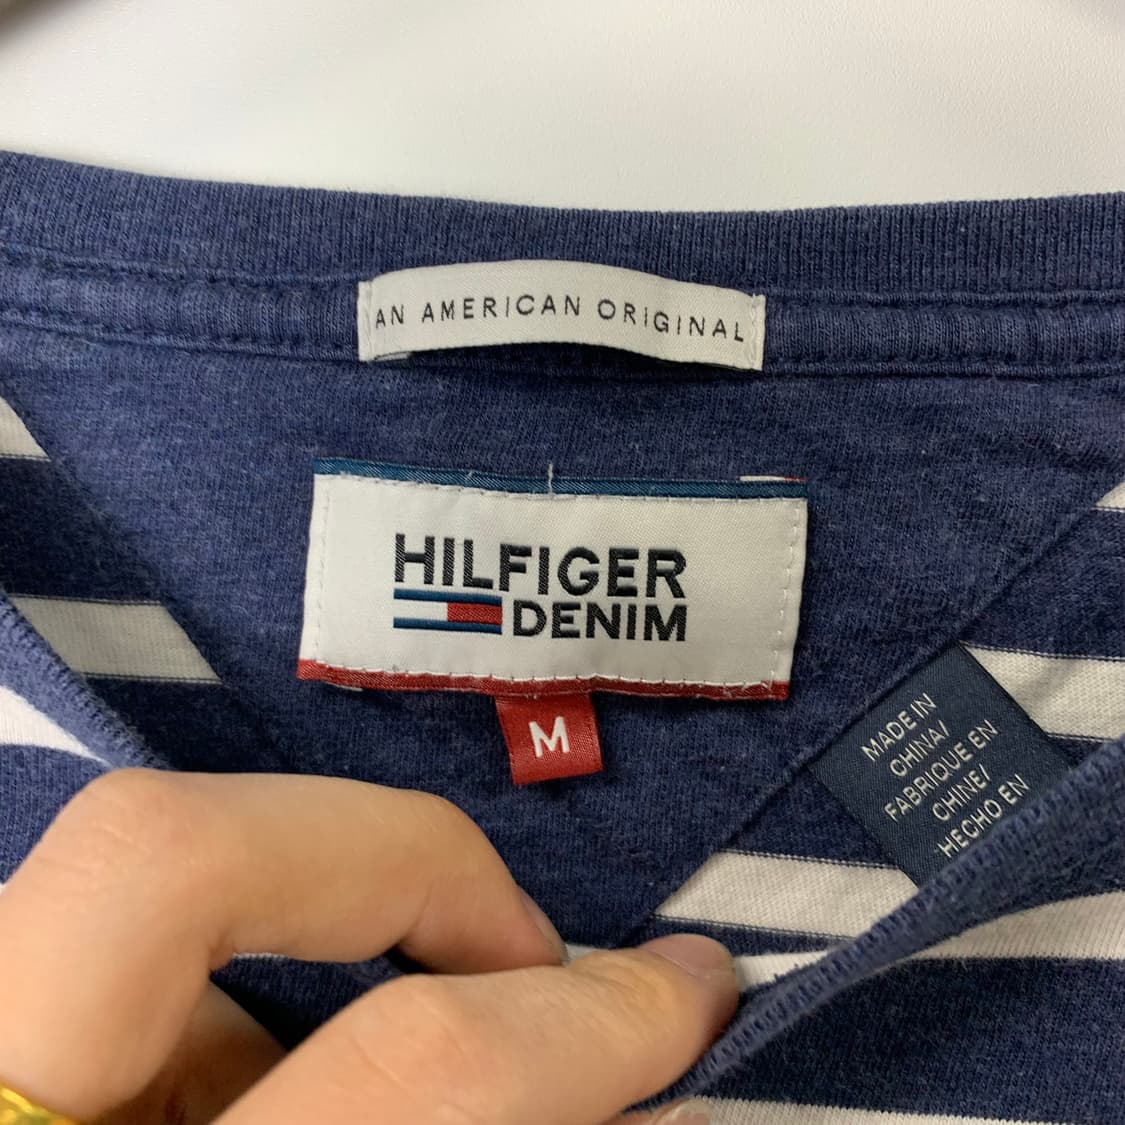 AN AMERICAN ORIGINAL
HILFIGER
DENIM
M
MADE IN
CHINA/
FABRIQUE EN
CHINE/
HECHO EN